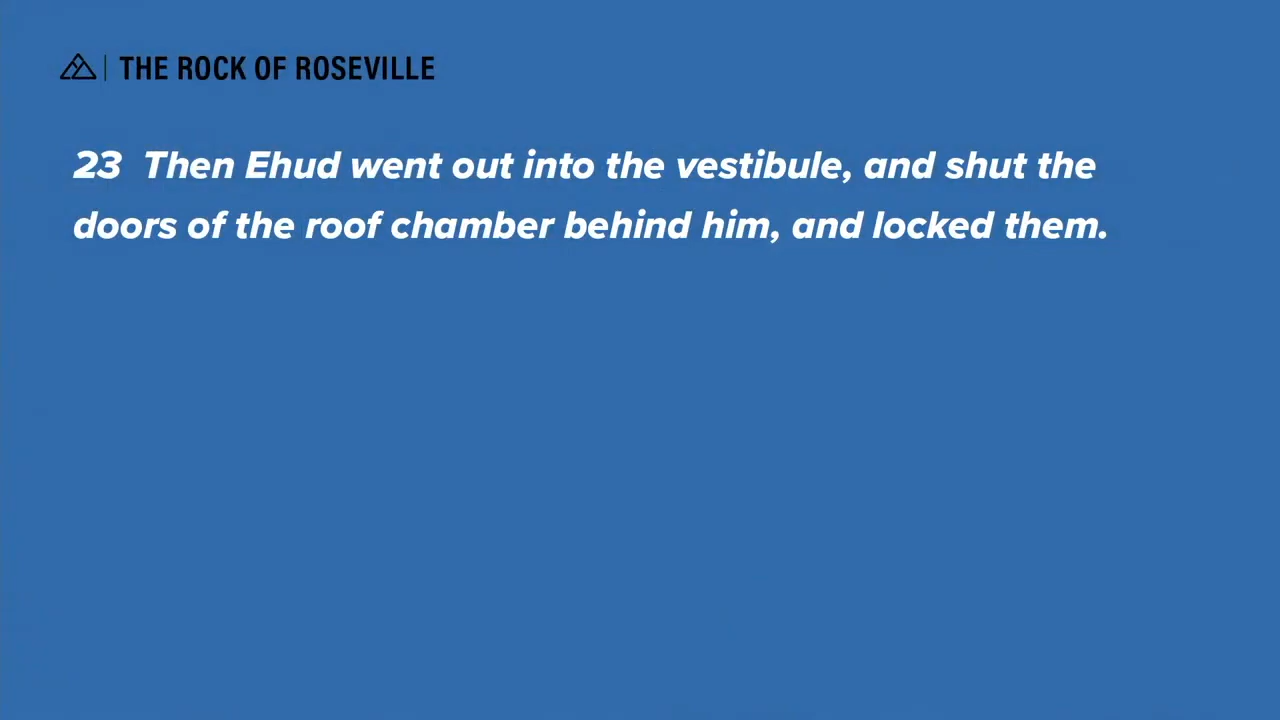 THE ROCK OF ROSEVILLE
23 Then Ehud went out into the vestibule, and shut the
doors of the roof chamber behind him, and locked them.